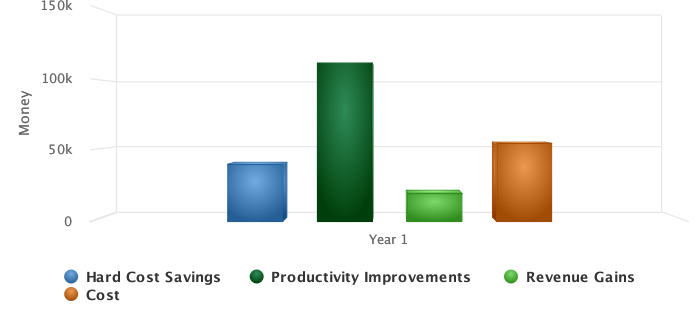 150k
100k
50k
0
Money
Year 1
Hard Cost Savings
Productivity Improvements
Revenue Gains
Cost